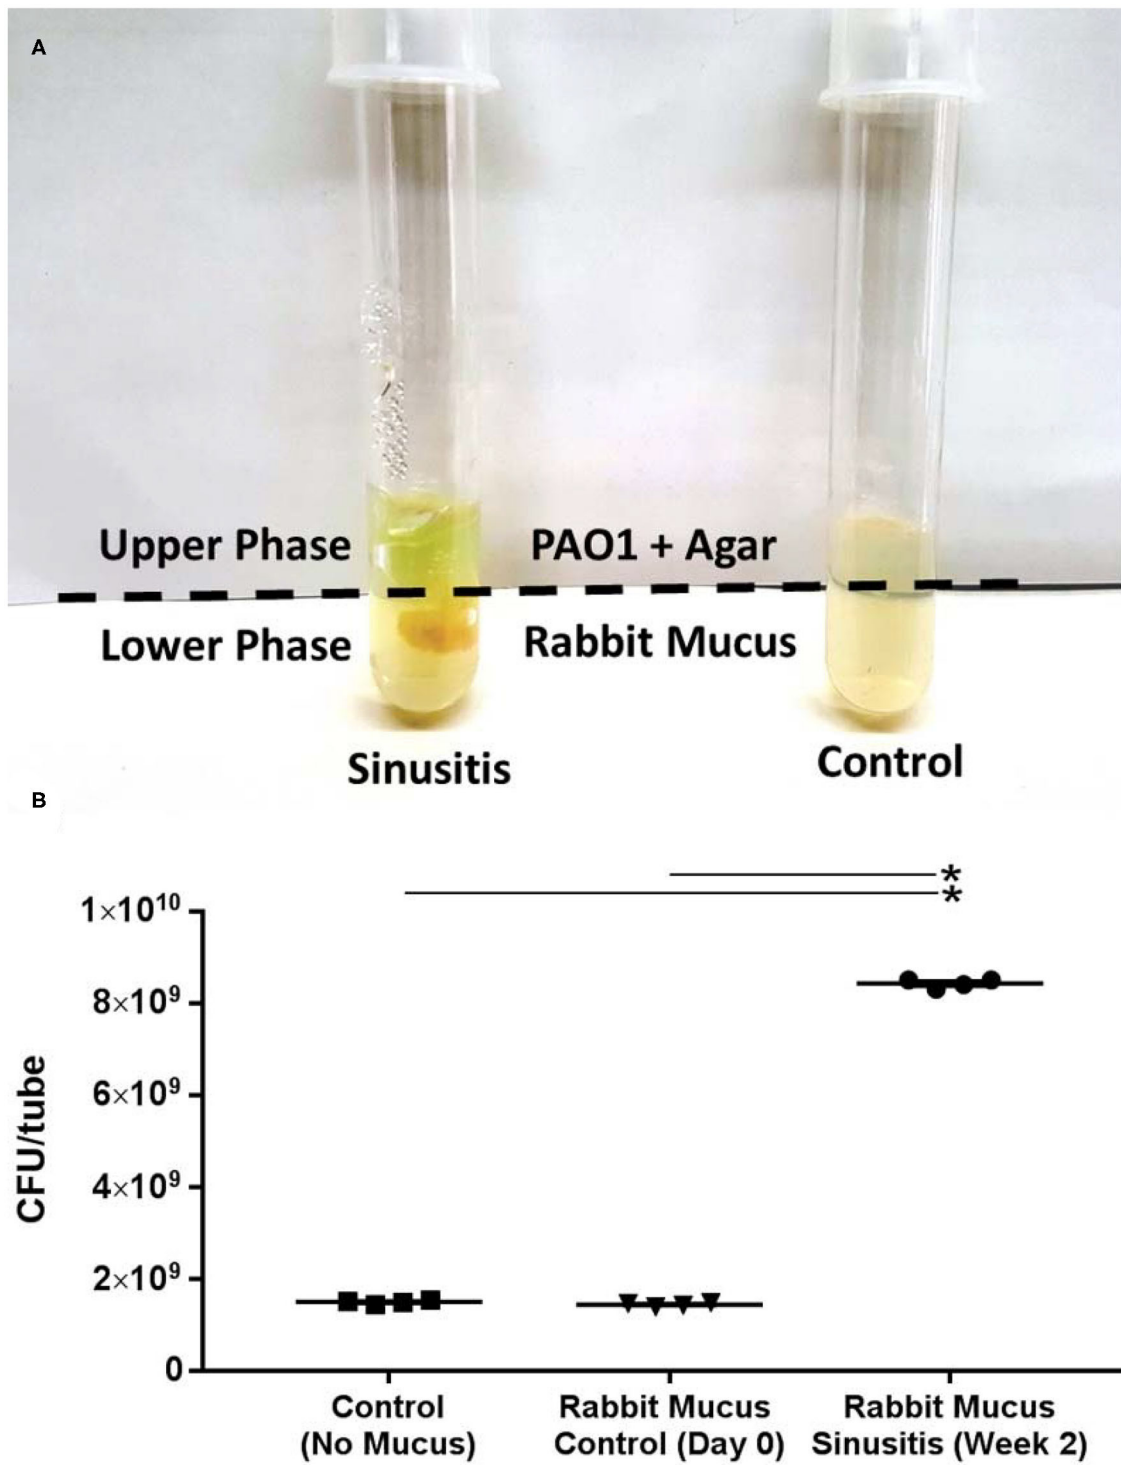 A
Upper Phase PAO1 + Agar
Lower Phase Rabbit Mucus
Sinusitis Control
B
*
*
1×10¹⁰
8×10⁹
6×10⁹
4×10⁹
2×10⁹
0
CFU/tube
Control
(No Mucus)
Rabbit Mucus
Control (Day 0)
Rabbit Mucus
Sinusitis (Week 2)